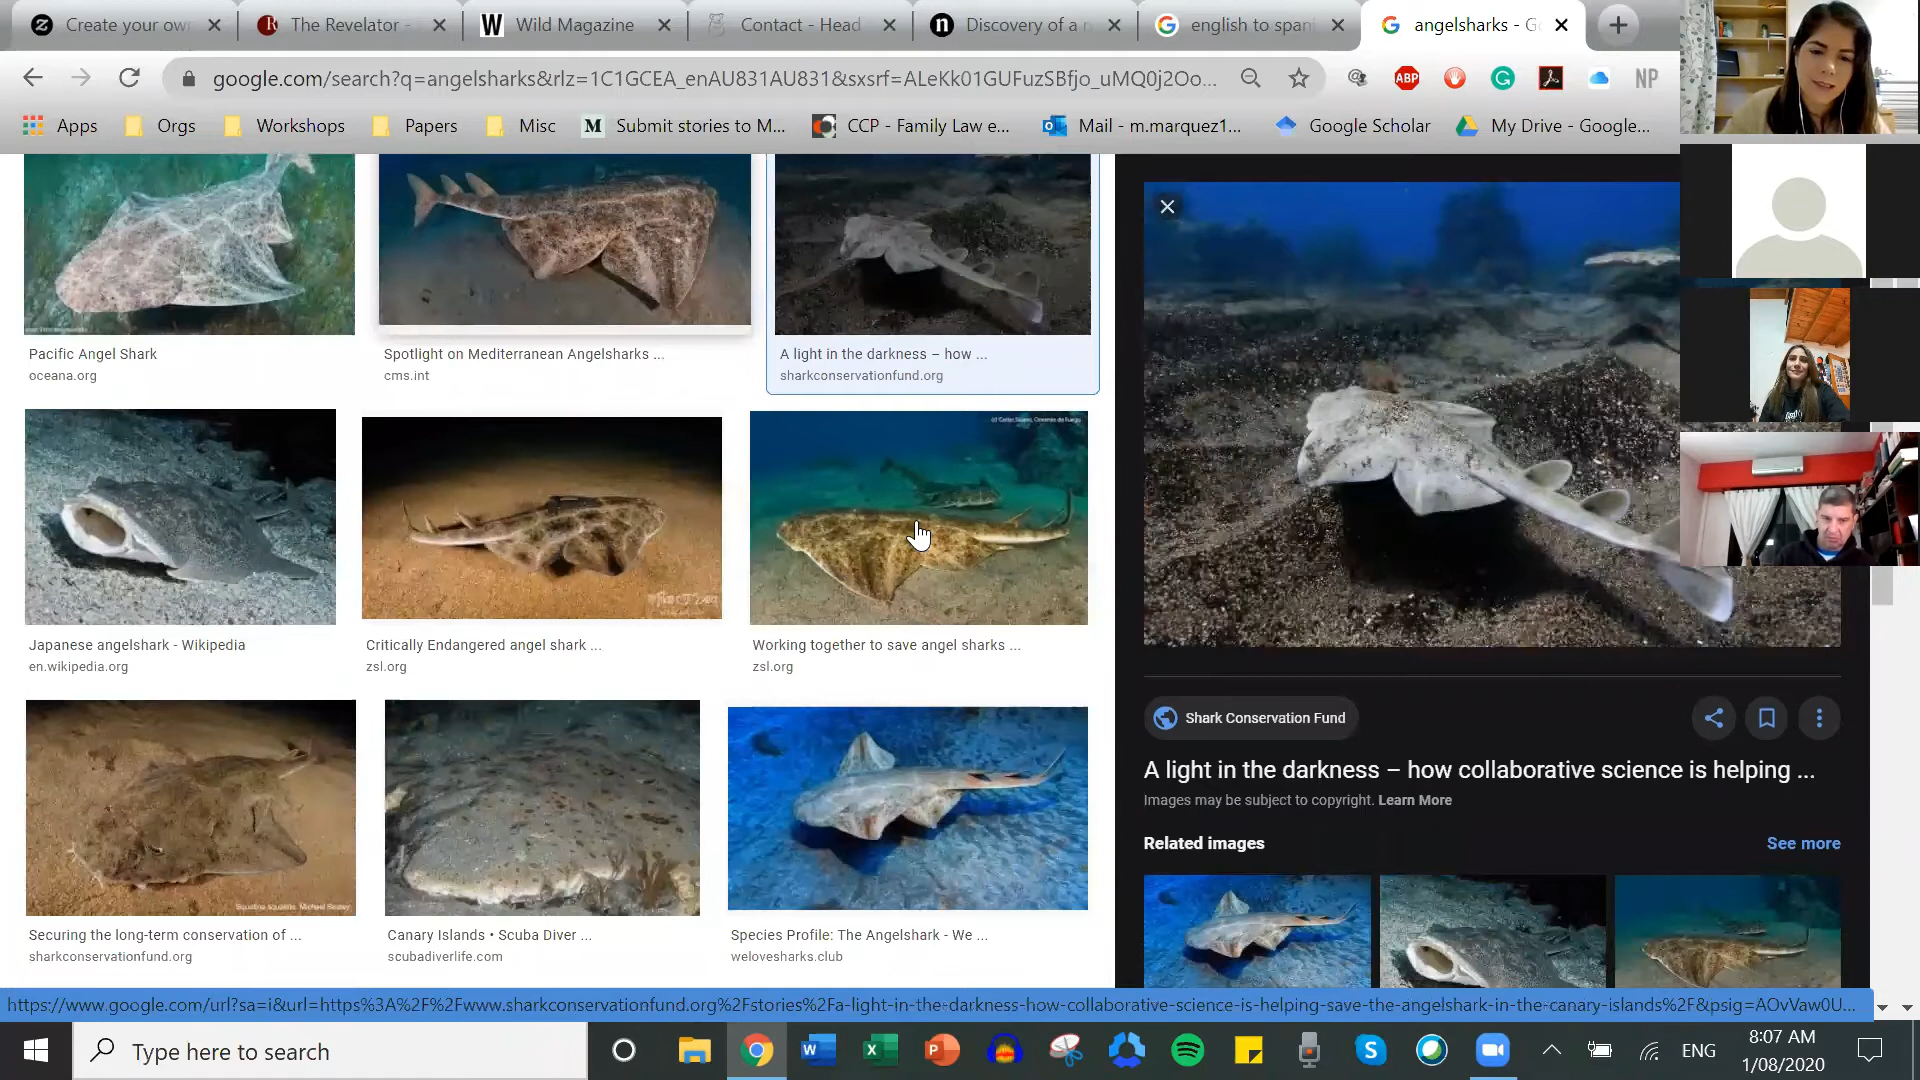 Create your ow
The Revelator -
Wild Magazine
Contact - Head
Discovery of a r
english to spani
angelsharks - Go
google.com/search?q=angelsharks&rlz=1C1GCEA_enAU831AU831&sxsrf=ALeKk01GUFuzSBfjo_uMQ0j2Oo...
ABP
NP
Apps
Orgs
Workshops
Papers
Misc
Submit stories to M...
CCP - Family Law e...
Mail - m.marquez1...
Google Scholar
My Drive - Google...
Pacific Angel Shark
oceana.org
Spotlight on Mediterranean Angelsharks ...
cms.int
A light in the darkness – how ...
sharkconservationfund.org
Japanese angelshark - Wikipedia
en.wikipedia.org
Critically Endangered angel shark ...
zsl.org
Working together to save angel sharks ...
zsl.org
Securing the long-term conservation of ...
sharkconservationfund.org
Canary Islands • Scuba Diver ...
scubadiverlife.com
Species Profile: The Angelshark - We ...
welovesharks.club
Shark Conservation Fund
A light in the darkness – how collaborative science is helping ...
Images may be subject to copyright. Learn More
Related images
See more
https://www.google.com/url?sa=i&url=https%3A%2F%2Fwww.sharkconservationfund.org%2Fstories%2Fa-light-in-the-darkness-how-collaborative-science-is-helping-save-the-angelshark-in-the-canary-islands%2F&psig=AOvVaw0U...
Type here to search
ENG
8:07 AM
1/08/2020